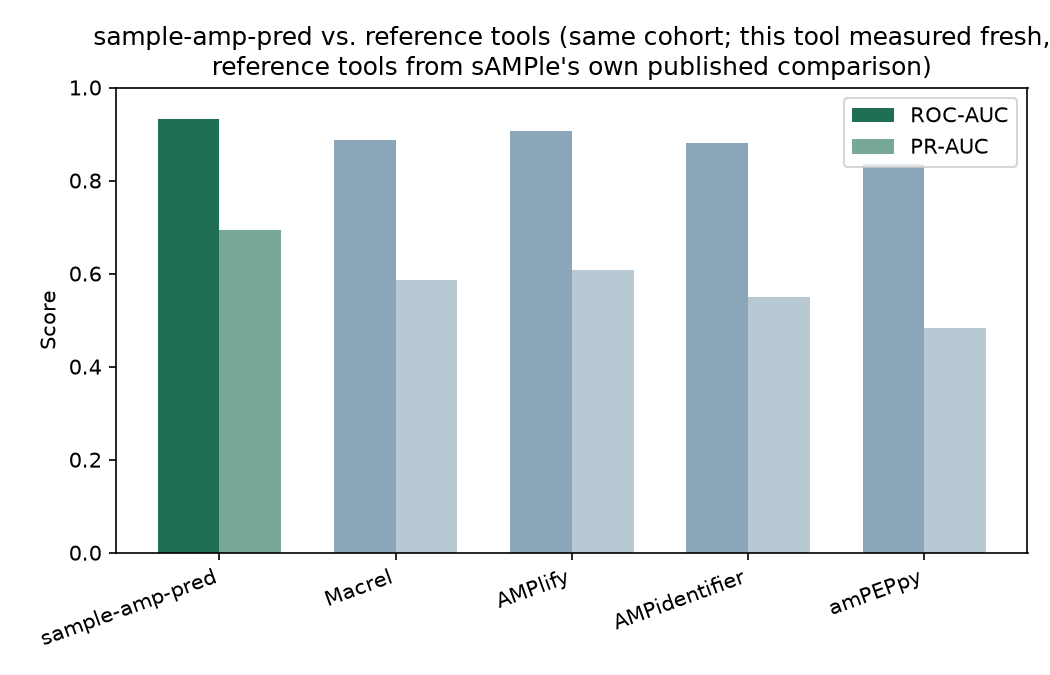 sample-amp-pred vs. reference tools (same cohort; this tool measured fresh,
reference tools from sAMPle's own published comparison)
1.0
0.8
0.6
0.4
0.2
0.0
Score
ROC-AUC
PR-AUC
sample-amp-pred
Macrel
AMPlify
AMPidentifier
amPEPpy